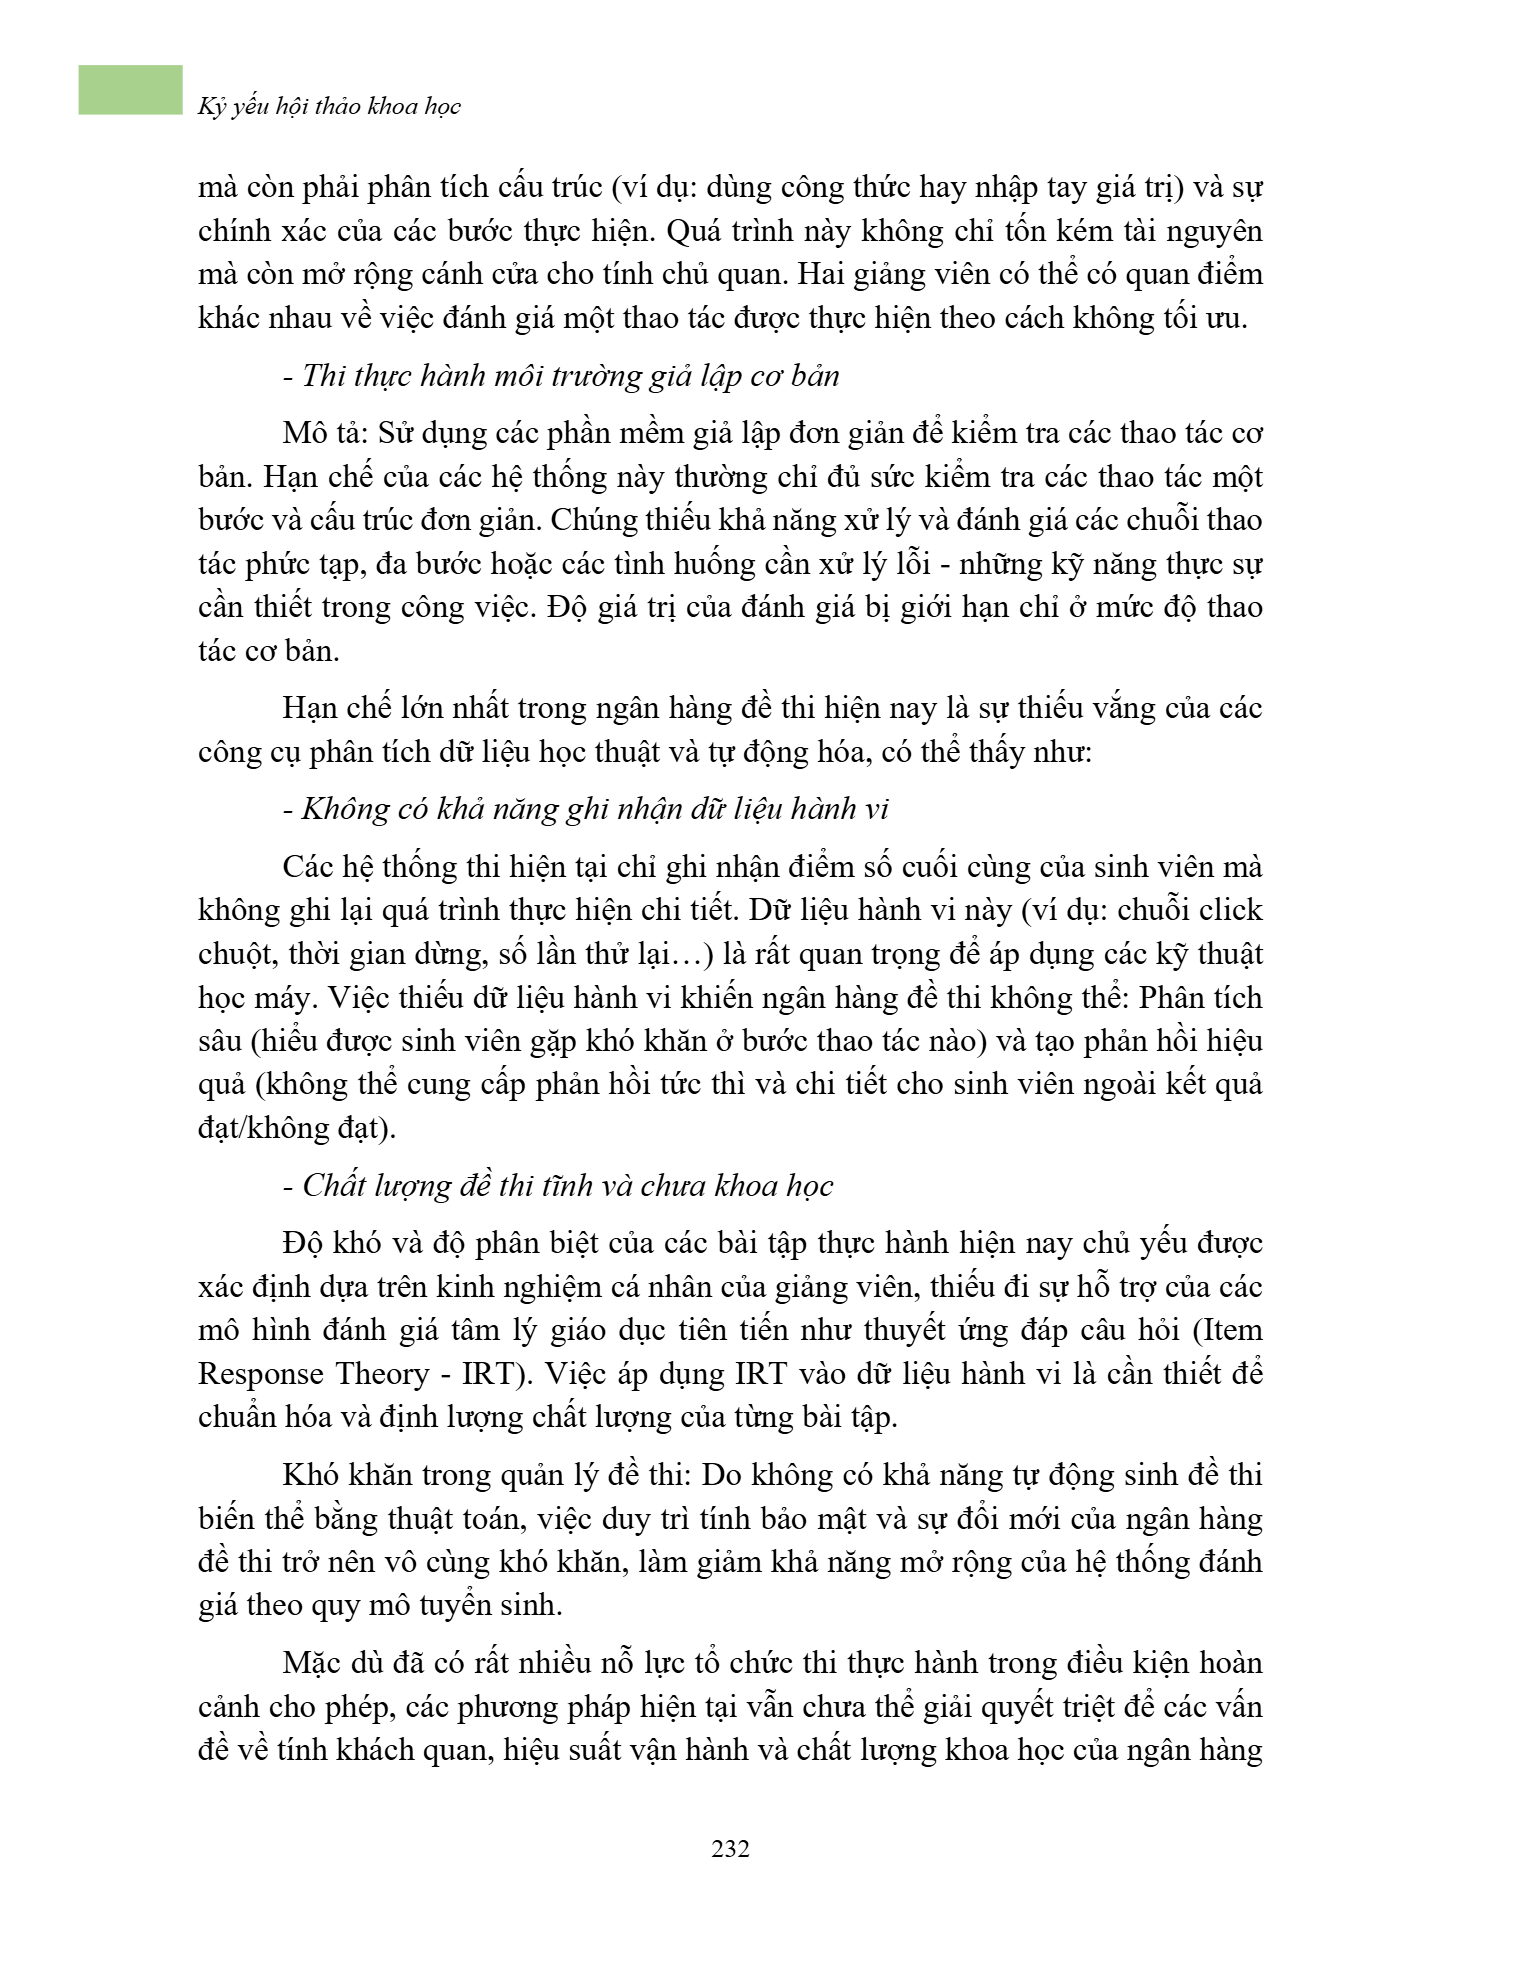 Kỷ yếu hội thảo khoa học
mà còn phải phân tích cấu trúc (ví dụ: dùng công thức hay nhập tay giá trị) và sự
chính xác của các bước thực hiện. Quá trình này không chỉ tốn kém tài nguyên
mà còn mở rộng cánh cửa cho tính chủ quan. Hai giảng viên có thể có quan điểm
khác nhau về việc đánh giá một thao tác được thực hiện theo cách không tối ưu.
- Thi thực hành môi trường giả lập cơ bản
Mô tả: Sử dụng các phần mềm giả lập đơn giản để kiểm tra các thao tác cơ
bản. Hạn chế của các hệ thống này thường chỉ đủ sức kiểm tra các thao tác một
bước và cấu trúc đơn giản. Chúng thiếu khả năng xử lý và đánh giá các chuỗi thao
tác phức tạp, đa bước hoặc các tình huống cần xử lý lỗi - những kỹ năng thực sự
cần thiết trong công việc. Độ giá trị của đánh giá bị giới hạn chỉ ở mức độ thao
tác cơ bản.
Hạn chế lớn nhất trong ngân hàng đề thi hiện nay là sự thiếu vắng của các
công cụ phân tích dữ liệu học thuật và tự động hóa, có thể thấy như:
- Không có khả năng ghi nhận dữ liệu hành vi
Các hệ thống thi hiện tại chỉ ghi nhận điểm số cuối cùng của sinh viên mà
không ghi lại quá trình thực hiện chi tiết. Dữ liệu hành vi này (ví dụ: chuỗi click
chuột, thời gian dừng, số lần thử lại…) là rất quan trọng để áp dụng các kỹ thuật
học máy. Việc thiếu dữ liệu hành vi khiến ngân hàng đề thi không thể: Phân tích
sâu (hiểu được sinh viên gặp khó khăn ở bước thao tác nào) và tạo phản hồi hiệu
quả (không thể cung cấp phản hồi tức thì và chi tiết cho sinh viên ngoài kết quả
đạt/không đạt).
- Chất lượng đề thi tĩnh và chưa khoa học
Độ khó và độ phân biệt của các bài tập thực hành hiện nay chủ yếu được
xác định dựa trên kinh nghiệm cá nhân của giảng viên, thiếu đi sự hỗ trợ của các
mô hình đánh giá tâm lý giáo dục tiên tiến như thuyết ứng đáp câu hỏi (Item
Response Theory - IRT). Việc áp dụng IRT vào dữ liệu hành vi là cần thiết để
chuẩn hóa và định lượng chất lượng của từng bài tập.
Khó khăn trong quản lý đề thi: Do không có khả năng tự động sinh đề thi
biến thể bằng thuật toán, việc duy trì tính bảo mật và sự đổi mới của ngân hàng
đề thi trở nên vô cùng khó khăn, làm giảm khả năng mở rộng của hệ thống đánh
giá theo quy mô tuyển sinh.
Mặc dù đã có rất nhiều nỗ lực tổ chức thi thực hành trong điều kiện hoàn
cảnh cho phép, các phương pháp hiện tại vẫn chưa thể giải quyết triệt để các vấn
đề về tính khách quan, hiệu suất vận hành và chất lượng khoa học của ngân hàng
232